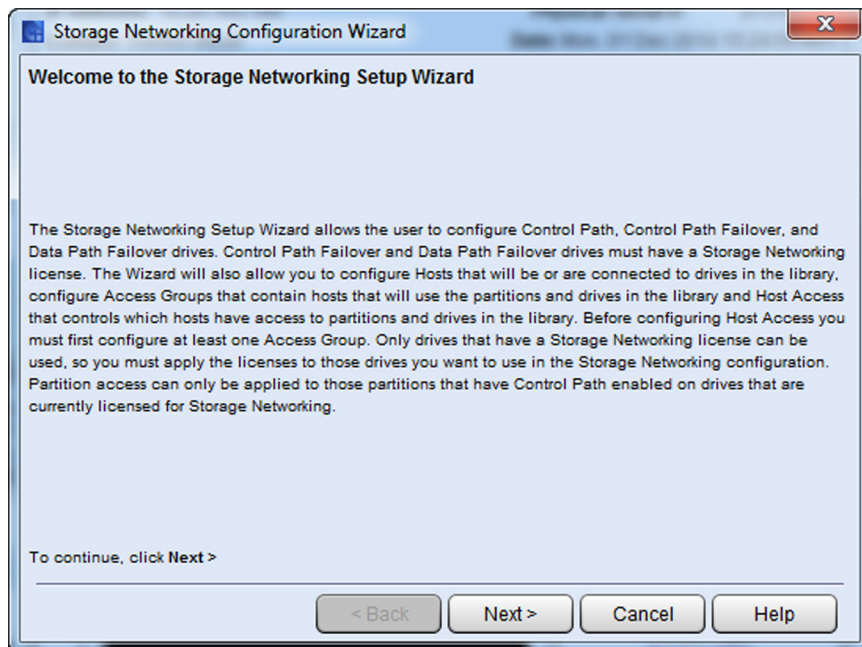 Storage Networking Configuration Wizard
Welcome to the Storage Networking Setup Wizard
The Storage Networking Setup Wizard allows the user to configure Control Path, Control Path Failover, and
Data Path Failover drives. Control Path Failover and Data Path Failover drives must have a Storage Networking
license. The Wizard will also allow you to configure Hosts that will be or are connected to drives in the library,
configure Access Groups that contain hosts that will use the partitions and drives in the library and Host Access
that controls which hosts have access to partitions and drives in the library. Before configuring Host Access you
must first configure at least one Access Group. Only drives that have a Storage Networking license can be
used, so you must apply the licenses to those drives you want to use in the Storage Networking configuration.
Partition access can only be applied to those partitions that have Control Path enabled on drives that are
currently licensed for Storage Networking.
To continue, click Next >
< Back Next > Cancel Help